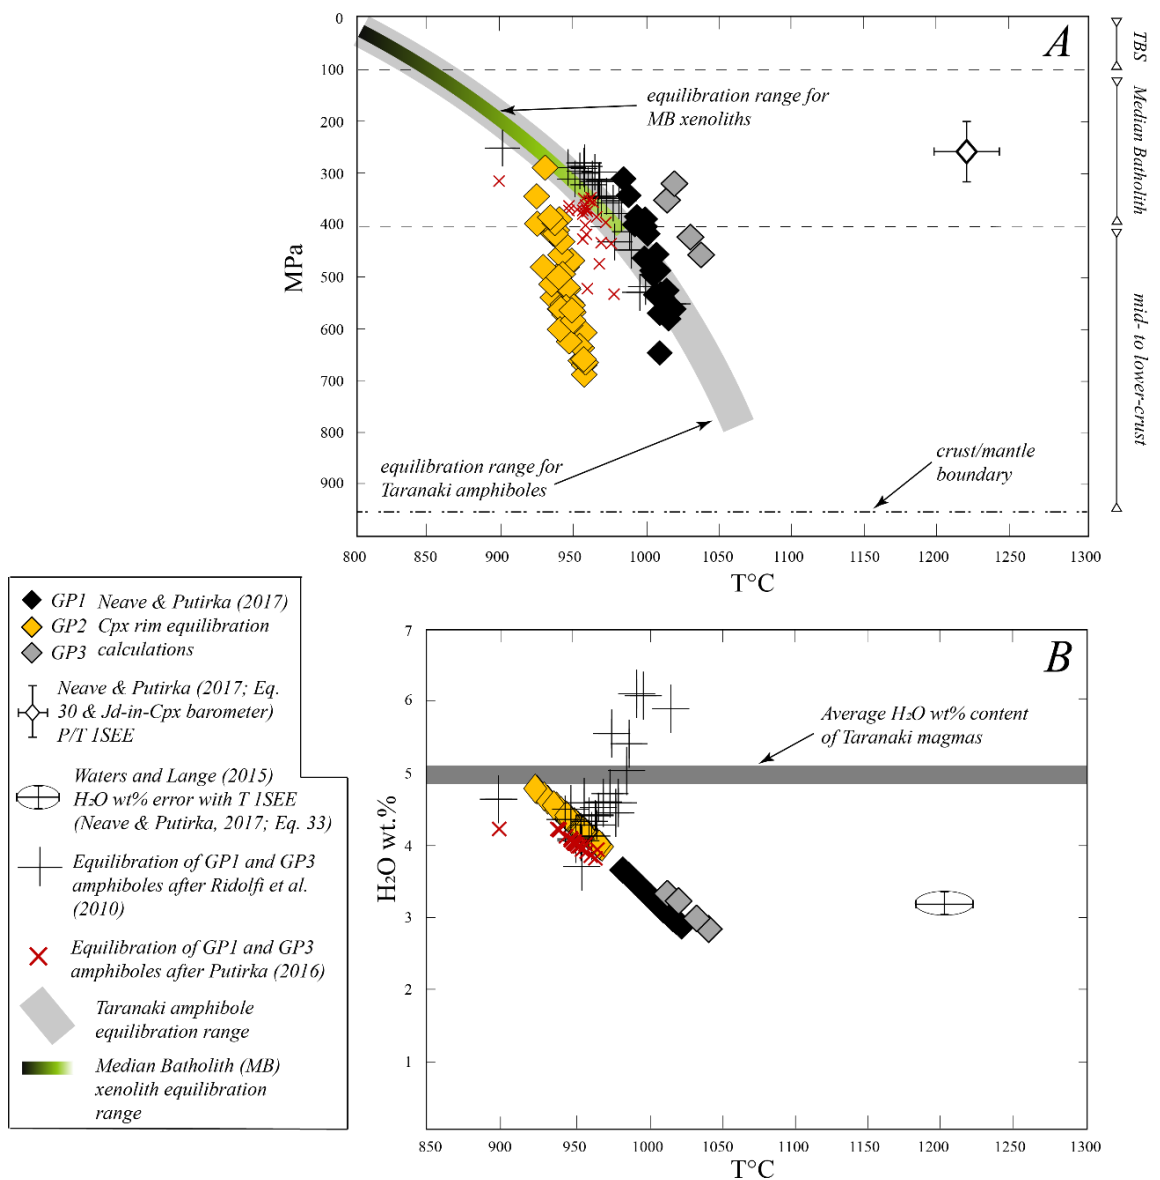 A
0
100
200
300
400
500
600
700
800
900
MPa
equilibration range for
MB xenoliths
equilibration range for
Taranaki amphiboles
crust/mantle
boundary
TBS
Median Batholith
mid- to lower-crust
800
850
900
950
1000
1050
1100
1150
1200
1250
1300
T°C
GP1 Neave & Putirka (2017)
GP2 Cpx rim equilibration
GP3 calculations
Neave & Putirka (2017; Eq.
30 & Jd-in-Cpx barometer)
P/T 1SEE
Waters and Lange (2015)
H₂O wt% error with T 1SEE
(Neave & Putirka, 2017; Eq. 33)
Equilibration of GP1 and GP3
amphiboles after Ridolfi et al.
(2010)
Equilibration of GP1 and GP3
amphiboles after Putirka (2016)
Taranaki amphibole
equilibration range
Median Batholith (MB)
xenolith equilibration
range
B
7
6
5
4
3
2
1
H₂O wt.%
Average H₂O wt% content
of Taranaki magmas
850
900
950
1000
1050
1100
1150
1200
1250
1300
T°C